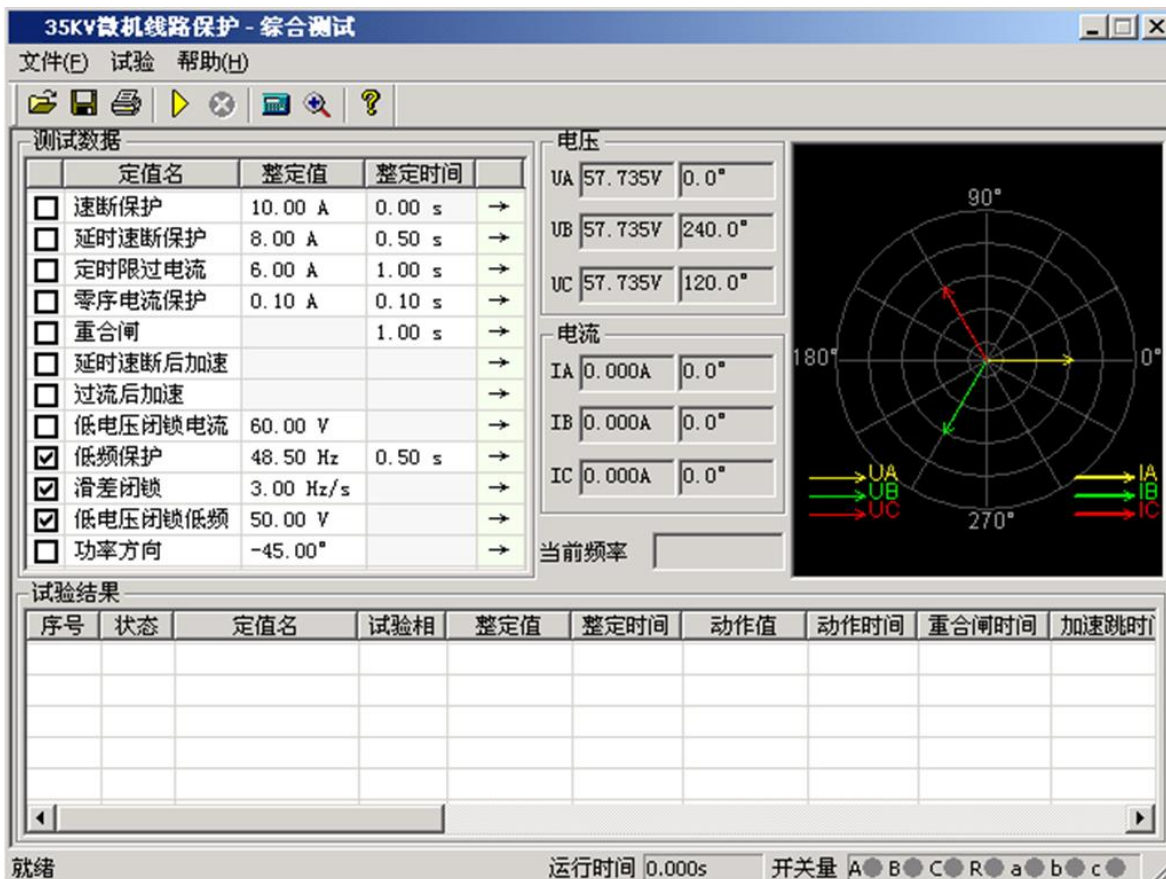 35KV微机线路保护 - 综合测试
文件(F) 试验 帮助(H)
测试数据
定值名 整定值 整定时间
速断保护 10.00 A 0.00 s →
延时速断保护 8.00 A 0.50 s →
定时限过电流 6.00 A 1.00 s →
零序电流保护 0.10 A 0.10 s →
重合闸 1.00 s →
延时速断后加速 →
过流后加速 →
低电压闭锁电流 60.00 V →
低频保护 48.50 Hz 0.50 s →
滑差闭锁 3.00 Hz/s →
低电压闭锁低频 50.00 V →
功率方向 -45.00° →
电压
UA 57.735V 0.0°
UB 57.735V 240.0°
UC 57.735V 120.0°
电流
IA 0.000A 0.0°
IB 0.000A 0.0°
IC 0.000A 0.0°
当前频率
90°
180° 0°
270°
UA IA
UB IB
UC IC
试验结果
序号 状态 定值名 试验相 整定值 整定时间 动作值 动作时间 重合闸时间 加速跳时
就绪 运行时间 0.000s 开关量 A B C R a b c